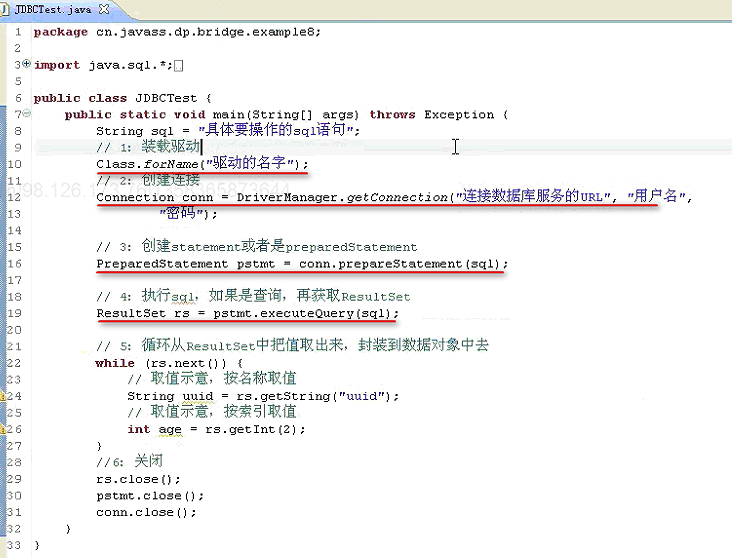 JDBCTest.java
1 package cn.javass.dp.bridge.example8;
2
3 import java.sql.*;
5
6 public class JDBCTest {
7 public static void main(String[] args) throws Exception {
8 String sql = "具体要操作的sql语句";
9 // 1: 装载驱动
10 Class.forName("驱动的名字");
11 // 2: 创建连接
12 Connection conn = DriverManager.getConnection("连接数据库服务的URL", "用户名",
13 "密码");
14
15 // 3: 创建statement或者是preparedStatement
16 PreparedStatement pstmt = conn.prepareStatement(sql);
17
18 // 4: 执行sql, 如果是查询, 再获取ResultSet
19 ResultSet rs = pstmt.executeQuery(sql);
20
21 // 5: 循环从ResultSet中把值取出来, 封装到数据对象中去
22 while (rs.next()) {
23 // 取值示意, 按名称取值
24 String uuid = rs.getString("uuid");
25 // 取值示意, 按索引取值
26 int age = rs.getInt(2);
27 }
28 //6: 关闭
29 rs.close();
30 pstmt.close();
31 conn.close();
32 }
33 }